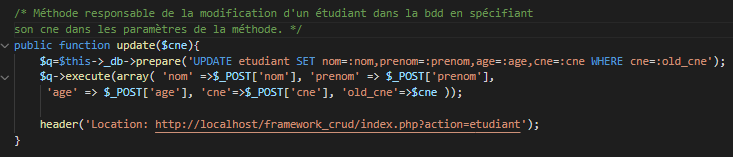 /* Méthode responsable de la modification d'un étudiant dans la bdd en spécifiant
son cne dans les paramètres de la méthode. */
public function update($cne){
$q=$this->_db->prepare('UPDATE etudiant SET nom=:nom,prenom=:prenom,age=:age,cne=:cne WHERE cne=:old_cne');
$q->execute(array( 'nom' =>$_POST['nom'], 'prenom' => $_POST['prenom'],
'age' => $_POST['age'], 'cne'=>$_POST['cne'], 'old_cne'=>$cne ));
header('Location: http://localhost/framework_crud/index.php?action=etudiant');
}